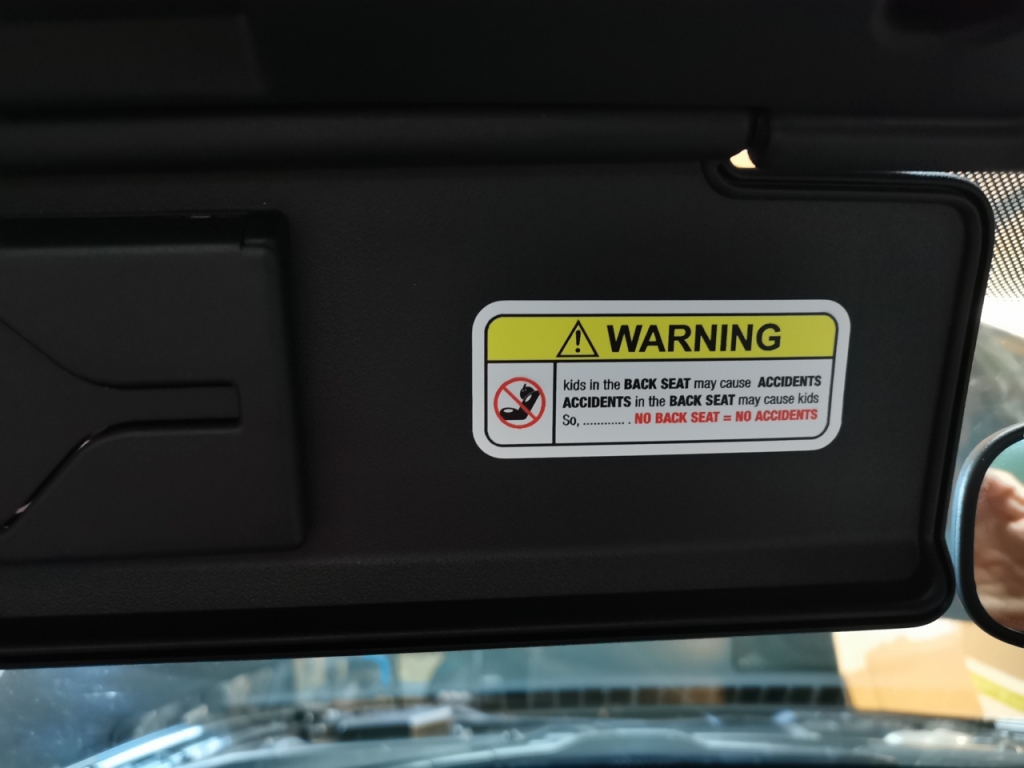 WARNING
kids in the BACK SEAT may cause ACCIDENTS
ACCIDENTS in the BACK SEAT may cause kids
So, ............ . NO BACK SEAT = NO ACCIDENTS